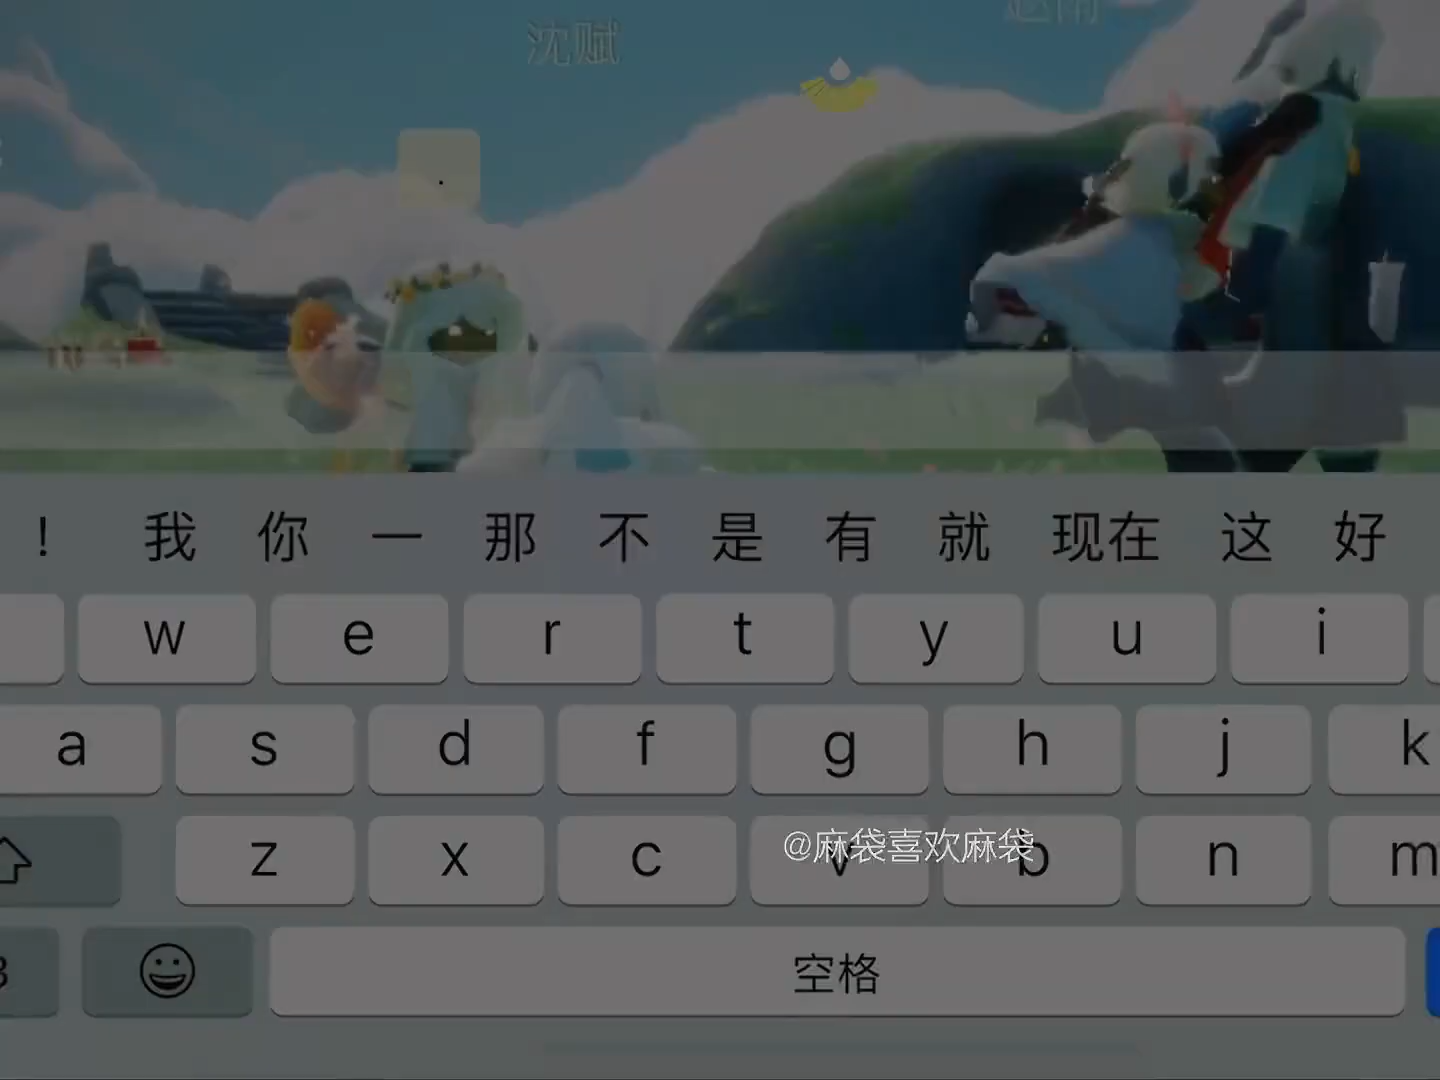 沈赋
.
！ 我 你 一 那 不 是 有 就 现在 这 好
w e r t y u i
a s d f g h j k
z x c v b n m
@麻袋喜欢麻袋
3 空格